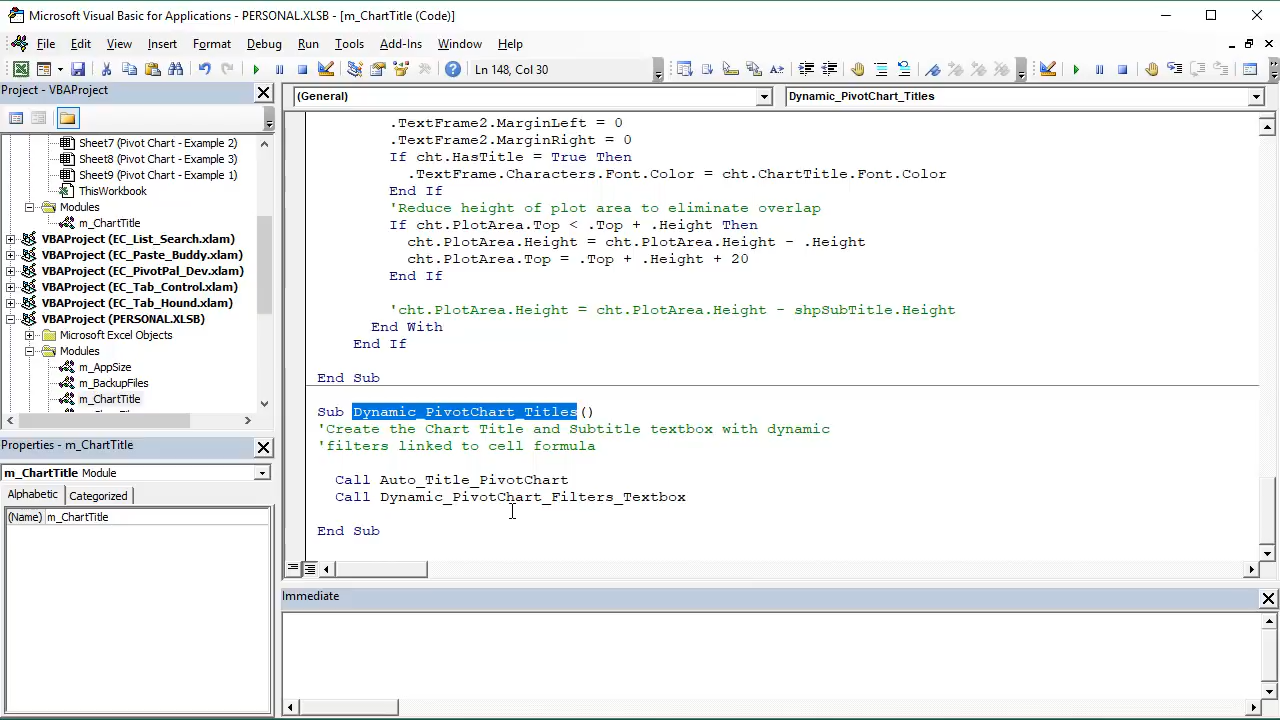 Microsoft Visual Basic for Applications - PERSONAL.XLSB - [m_ChartTitle (Code)]
File Edit View Insert Format Debug Run Tools Add-Ins Window Help
Ln 148, Col 30
Project - VBAProject
Sheet7 (Pivot Chart - Example 2)
Sheet8 (Pivot Chart - Example 3)
Sheet9 (Pivot Chart - Example 1)
ThisWorkbook
Modules
m_ChartTitle
VBAProject (EC_List_Search.xlam)
VBAProject (EC_Paste_Buddy.xlam)
VBAProject (EC_PivotPal_Dev.xlam)
VBAProject (EC_Tab_Control.xlam)
VBAProject (EC_Tab_Hound.xlam)
VBAProject (PERSONAL.XLSB)
Microsoft Excel Objects
Modules
m_AppSize
m_BackupFiles
m_ChartTitle
Properties - m_ChartTitle
m_ChartTitle Module
Alphabetic Categorized
(Name) m_ChartTitle
(General) Dynamic_PivotChart_Titles
.TextFrame2.MarginLeft = 0
.TextFrame2.MarginRight = 0
If cht.HasTitle = True Then
.TextFrame.Characters.Font.Color = cht.ChartTitle.Font.Color
End If
'Reduce height of plot area to eliminate overlap
If cht.PlotArea.Top < .Top + .Height Then
cht.PlotArea.Height = cht.PlotArea.Height - .Height
cht.PlotArea.Top = .Top + .Height + 20
End If
'cht.PlotArea.Height = cht.PlotArea.Height - shpSubTitle.Height
End With
End If
End Sub
Sub Dynamic_PivotChart_Titles()
'Create the Chart Title and Subtitle textbox with dynamic
'filters linked to cell formula
Call Auto_Title_PivotChart
Call Dynamic_PivotChart_Filters_Textbox
End Sub
Immediate